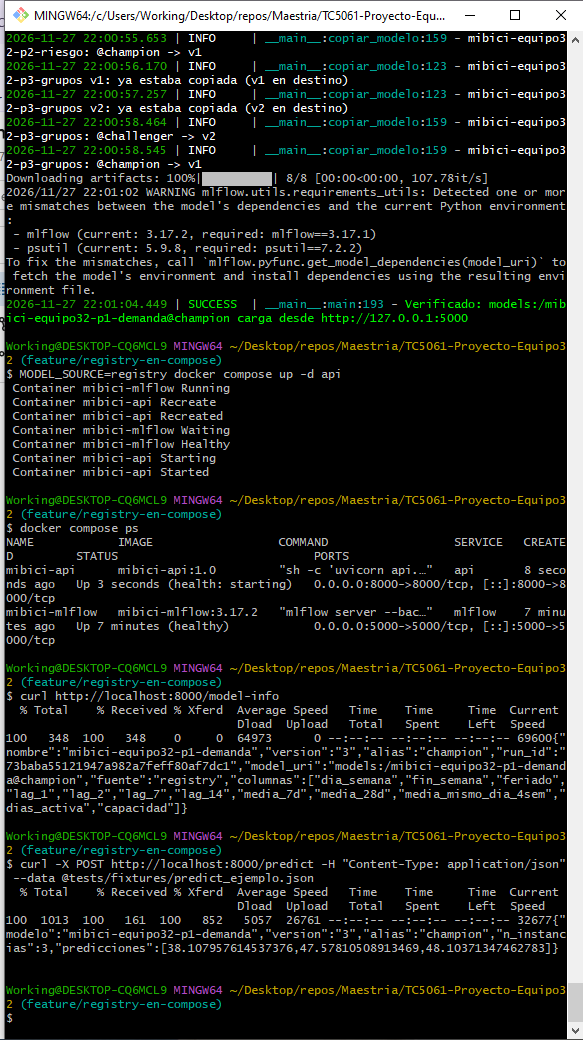 MINGW64:/c/Users/Working/Desktop/repos/Maestria/TC5061-Proyecto-Equ...
2026-11-27 22:00:55.653 | INFO     | __main__:copiar_modelo:159 - mibici-equipo3
2-p2-riesgo: @champion -> v1
2026-11-27 22:00:56.170 | INFO     | __main__:copiar_modelo:123 - mibici-equipo3
2-p3-grupos v1: ya estaba copiada (v1 en destino)
2026-11-27 22:00:57.257 | INFO     | __main__:copiar_modelo:123 - mibici-equipo3
2-p3-grupos v2: ya estaba copiada (v2 en destino)
2026-11-27 22:00:58.464 | INFO     | __main__:copiar_modelo:159 - mibici-equipo3
2-p3-grupos: @challenger -> v2
2026-11-27 22:00:58.545 | INFO     | __main__:copiar_modelo:159 - mibici-equipo3
2-p3-grupos: @champion -> v1
Downloading artifacts: 100%|██████████| 8/8 [00:00<00:00, 107.78it/s]
2026/11/27 22:01:02 WARNING mlflow.utils.requirements_utils: Detected one or mor
e mismatches between the model's dependencies and the current Python environment
:
 - mlflow (current: 3.17.2, required: mlflow==3.17.1)
 - psutil (current: 5.9.8, required: psutil==7.2.2)
To fix the mismatches, call `mlflow.pyfunc.get_model_dependencies(model_uri)` to
 fetch the model's environment and install dependencies using the resulting envi
ronment file.
2026-11-27 22:01:04.449 | SUCCESS  | __main__:main:193 - Verificado: models:/mib
ici-equipo32-p1-demanda@champion carga desde http://127.0.0.1:5000
Working@DESKTOP-CQ6MCL9 MINGW64 ~/Desktop/repos/Maestria/TC5061-Proyecto-Equipo3
2 (feature/registry-en-compose)
$ MODEL_SOURCE=registry docker compose up -d api
 Container mibici-mlflow Running
 Container mibici-api Recreate
 Container mibici-api Recreated
 Container mibici-mlflow Waiting
 Container mibici-mlflow Healthy
 Container mibici-api Starting
 Container mibici-api Started
Working@DESKTOP-CQ6MCL9 MINGW64 ~/Desktop/repos/Maestria/TC5061-Proyecto-Equipo3
2 (feature/registry-en-compose)
$ docker compose ps
NAME            IMAGE                  COMMAND                  SERVICE   CREATE
D         STATUS                            PORTS
mibici-api      mibici-api:1.0         "sh -c 'uvicorn api.…"   api       8 seco
nds ago   Up 3 seconds (health: starting)   0.0.0.0:8000->8000/tcp, [::]:8000->8
000/tcp
mibici-mlflow   mibici-mlflow:3.17.2   "mlflow server --bac…"   mlflow    7 minu
tes ago   Up 7 minutes (healthy)            0.0.0.0:5000->5000/tcp, [::]:5000->5
000/tcp
Working@DESKTOP-CQ6MCL9 MINGW64 ~/Desktop/repos/Maestria/TC5061-Proyecto-Equipo3
2 (feature/registry-en-compose)
$ curl http://localhost:8000/model-info
  % Total    % Received % Xferd  Average Speed   Time    Time     Time  Current
                                 Dload  Upload   Total   Spent    Left  Speed
100   348  100   348    0     0  64973      0 --:--:-- --:--:-- --:--:-- 69600{"
nombre":"mibici-equipo32-p1-demanda","version":"3","alias":"champion","run_id":"
73baba55121947a982a7feff80af7dc1","model_uri":"models:/mibici-equipo32-p1-demand
a@champion","fuente":"registry","columnas":["dia_semana","fin_semana","feriado",
"lag_1","lag_2","lag_7","lag_14","media_7d","media_28d","media_mismo_dia_4sem","
dias_activa","capacidad"]}
Working@DESKTOP-CQ6MCL9 MINGW64 ~/Desktop/repos/Maestria/TC5061-Proyecto-Equipo3
2 (feature/registry-en-compose)
$ curl -X POST http://localhost:8000/predict -H "Content-Type: application/json"
 --data @tests/fixtures/predict_ejemplo.json
  % Total    % Received % Xferd  Average Speed   Time    Time     Time  Current
                                 Dload  Upload   Total   Spent    Left  Speed
100  1013  100   161  100   852   5057  26761 --:--:-- --:--:-- --:--:-- 32677{"
modelo":"mibici-equipo32-p1-demanda","version":"3","alias":"champion","n_instanc
ias":3,"predicciones":[38.107957614537376,47.57810508913469,48.10371347462783]}
Working@DESKTOP-CQ6MCL9 MINGW64 ~/Desktop/repos/Maestria/TC5061-Proyecto-Equipo3
2 (feature/registry-en-compose)
$